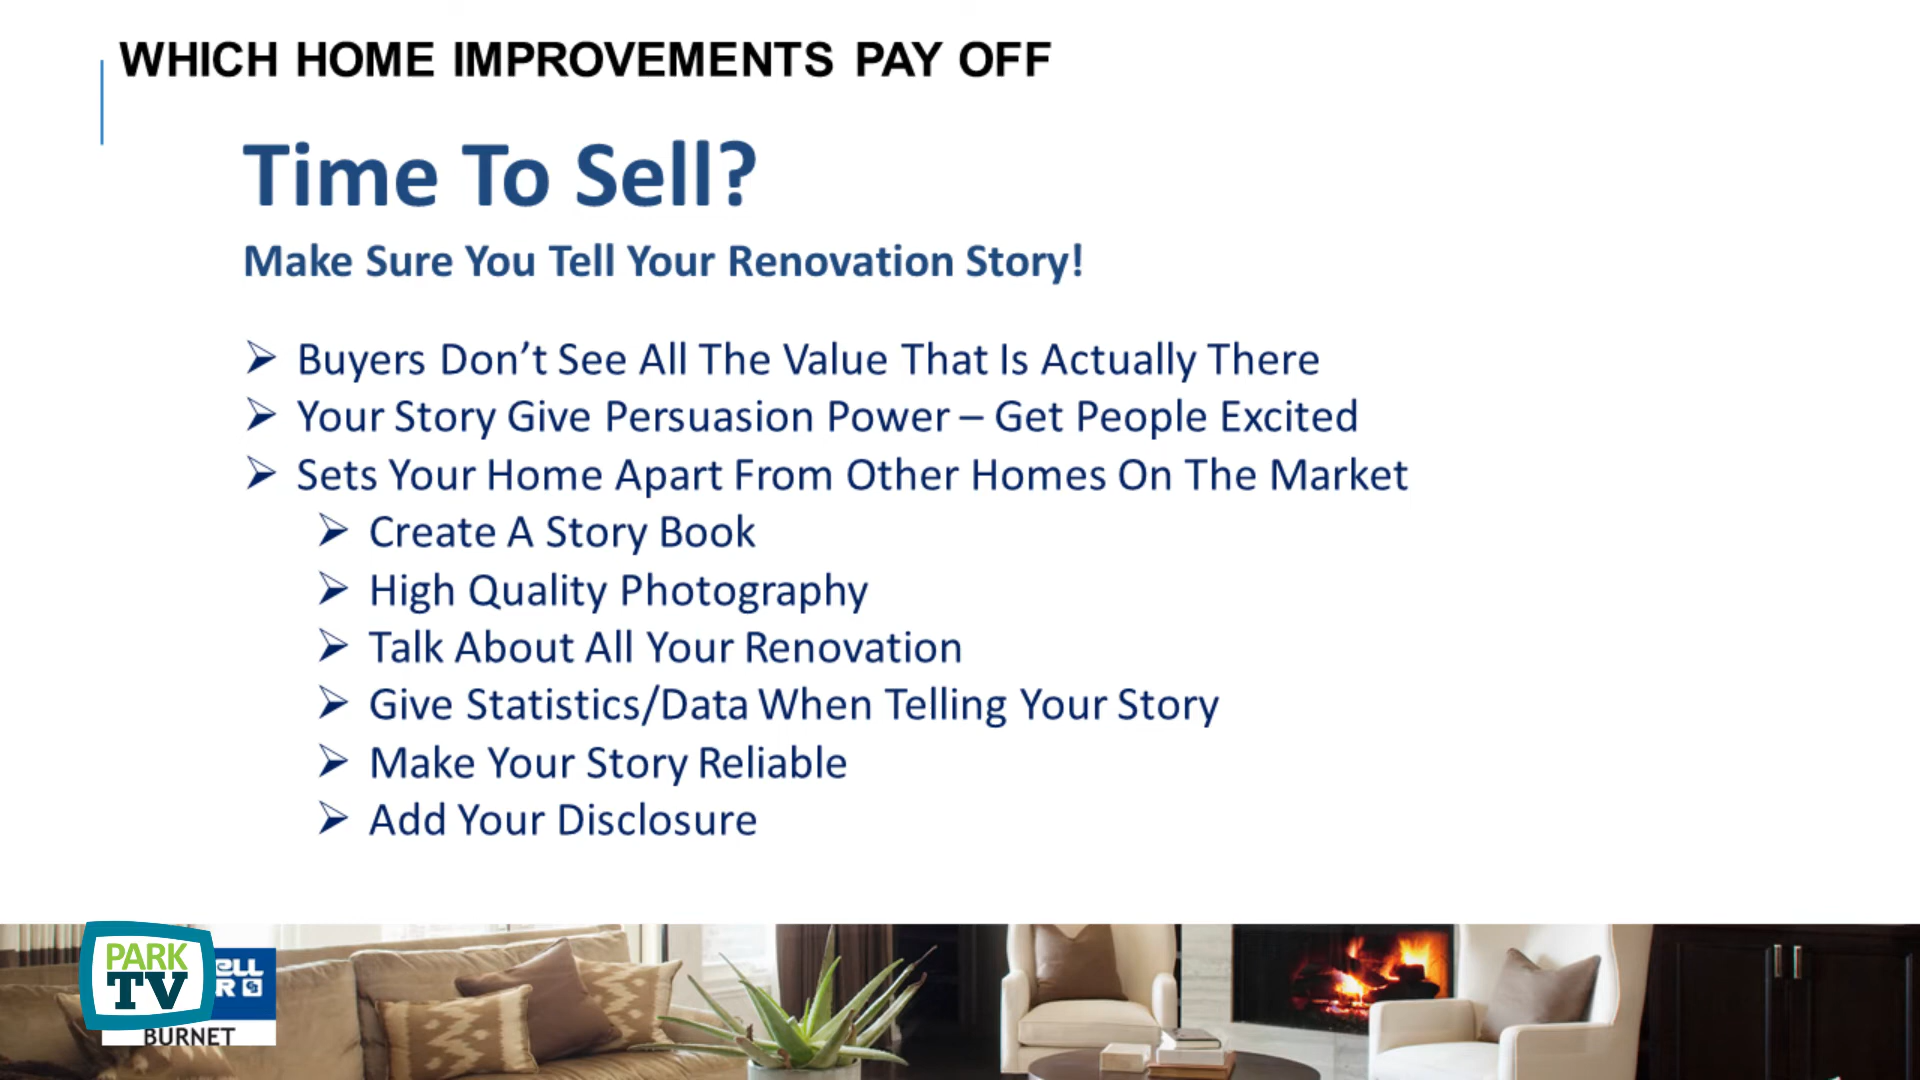 WHICH HOME IMPROVEMENTS PAY OFF
Time To Sell?
Make Sure You Tell Your Renovation Story!
Buyers Don’t See All The Value That Is Actually There
Your Story Give Persuasion Power – Get People Excited
Sets Your Home Apart From Other Homes On The Market
Create A Story Book
High Quality Photography
Talk About All Your Renovation
Give Statistics/Data When Telling Your Story
Make Your Story Reliable
Add Your Disclosure
PARK
TV
BURNET